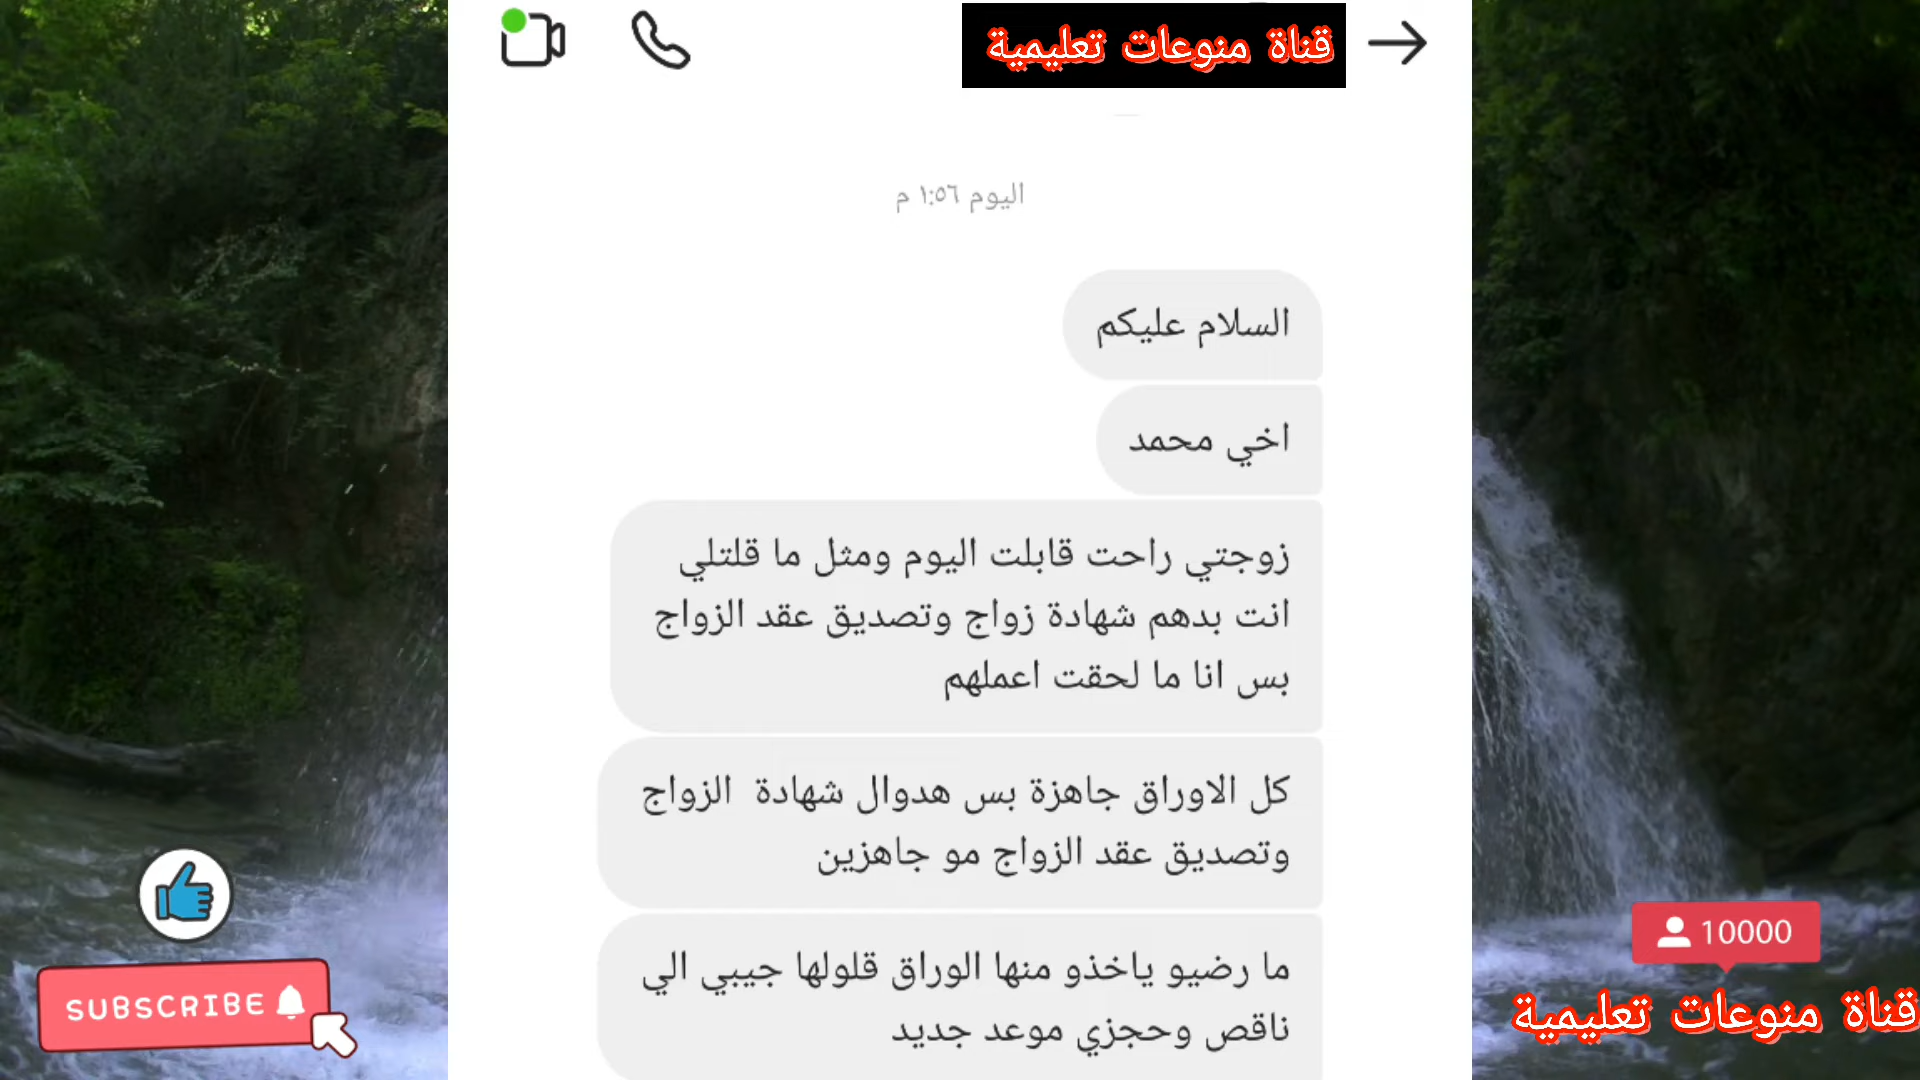 قناة منوعات تعليمية
اليوم ١:٥٦ م
السلام عليكم
اخي محمد
زوجتي راحت قابلت اليوم ومثل ما قلتلي
انت بدهم شهادة زواج وتصديق عقد الزواج
بس انا ما لحقت اعملهم
كل الاوراق جاهزة بس هدوال شهادة الزواج
وتصديق عقد الزواج مو جاهزين
ما رضيو ياخذو منها الوراق قلولها جيبي الي
ناقص وحجزي موعد جديد
SUBSCRIBE
10000
قناة منوعات تعليمية